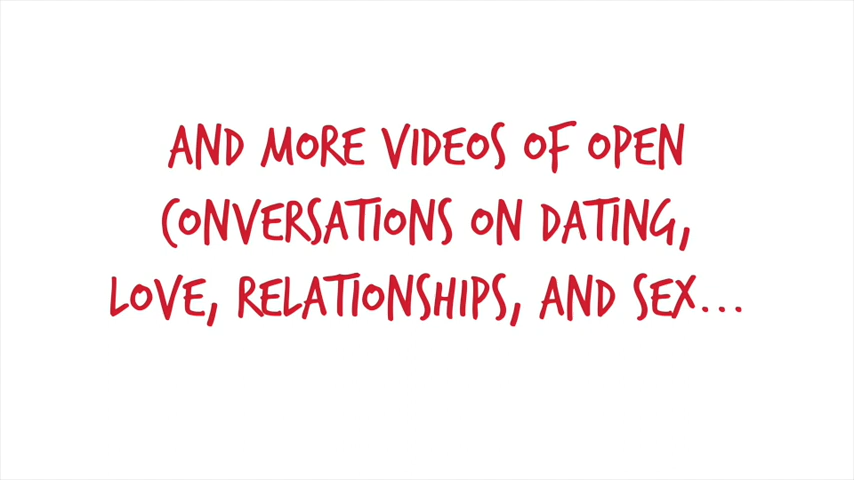 AND MORE VIDEOS OF OPEN
CONVERSATIONS ON DATING,
LOVE, RELATIONSHIPS, AND SEX...